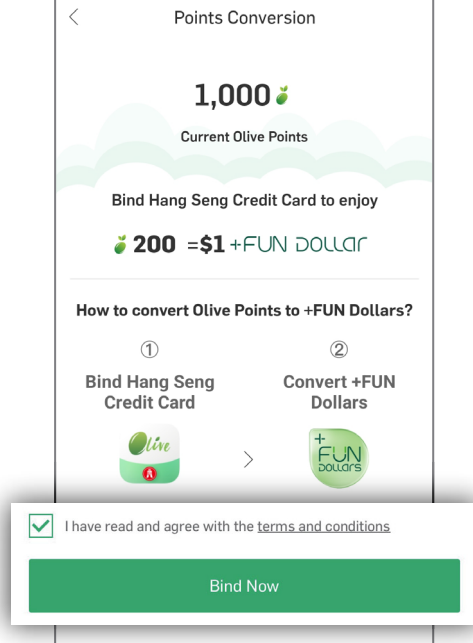 Points Conversion
1,000
Current Olive Points
Bind Hang Seng Credit Card to enjoy
200 =$1 +FUN DOLLAR
How to convert Olive Points to +FUN Dollars?
① ②
Bind Hang Seng
Credit Card
Convert +FUN
Dollars
Olive
+
FUN
DOLLARS
I have read and agree with the terms and conditions
Bind Now